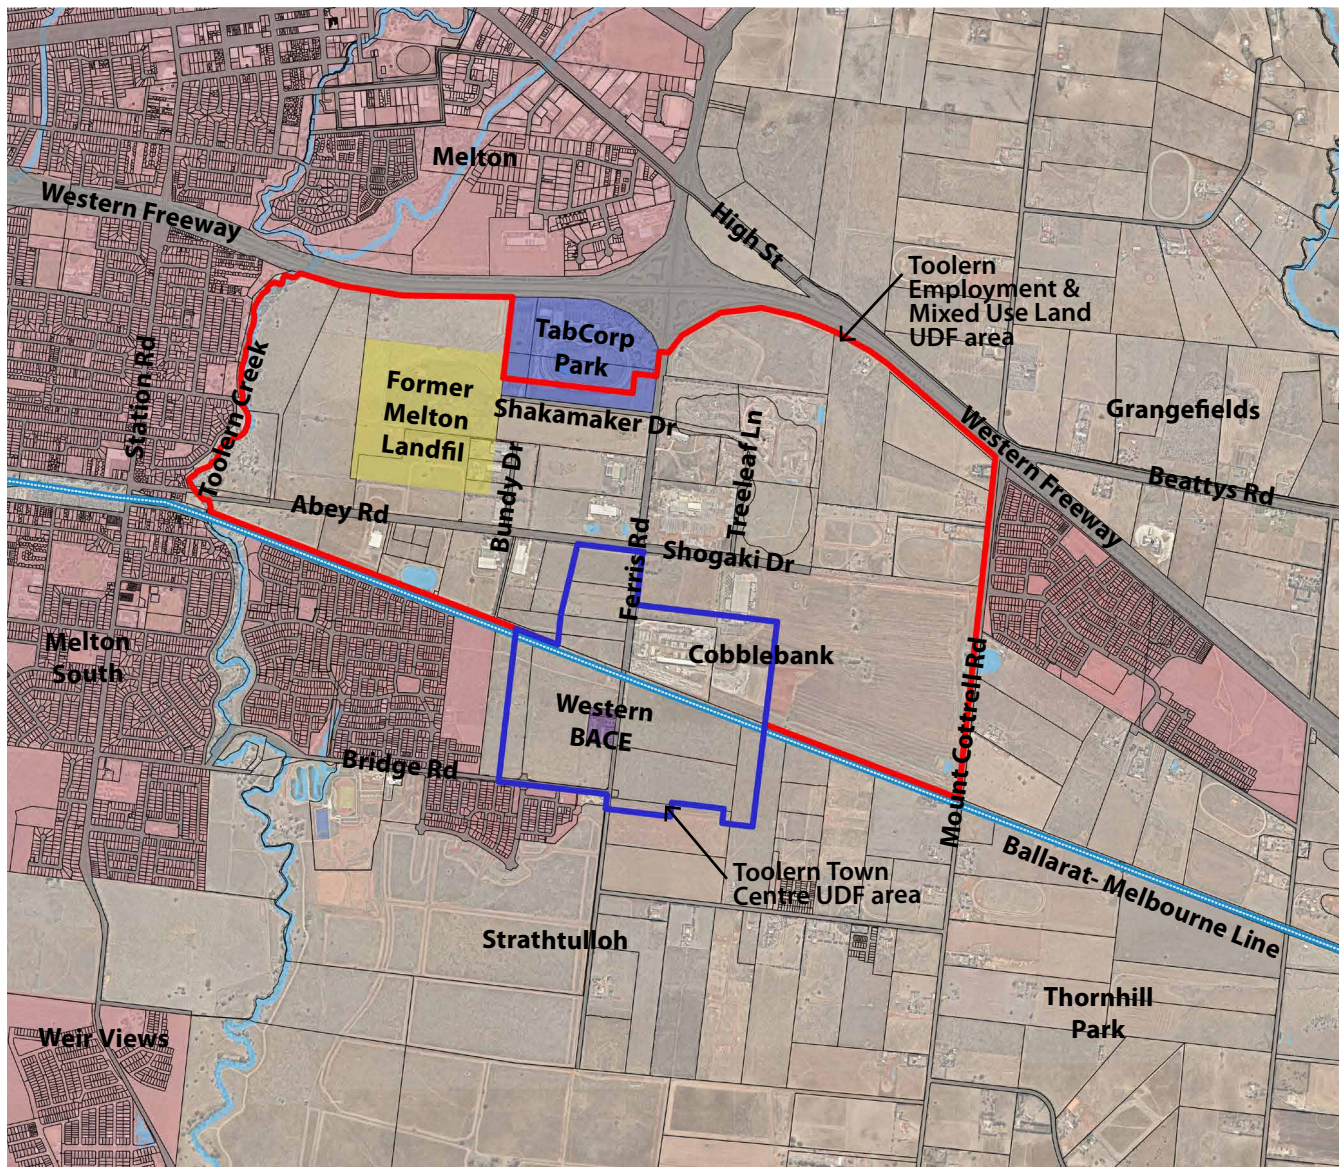 Melton
Western Freeway
High St
Toolern
Employment &
Mixed Use Land
UDF area
TabCorp
Park
Station Rd
Toolern Creek
Former
Melton
Landfil
Shakamaker Dr
Treeleaf Ln
Grangefields
Western Freeway
Beattys Rd
Abey Rd
Bundy Dr
Ferris Rd
Shogaki Dr
Melton
South
Cobblebank
Mount Cottrell Rd
Western
BACE
Bridge Rd
Toolern Town
Centre UDF area
Ballarat- Melbourne Line
Strathtulloh
Thornhill
Park
Weir Views